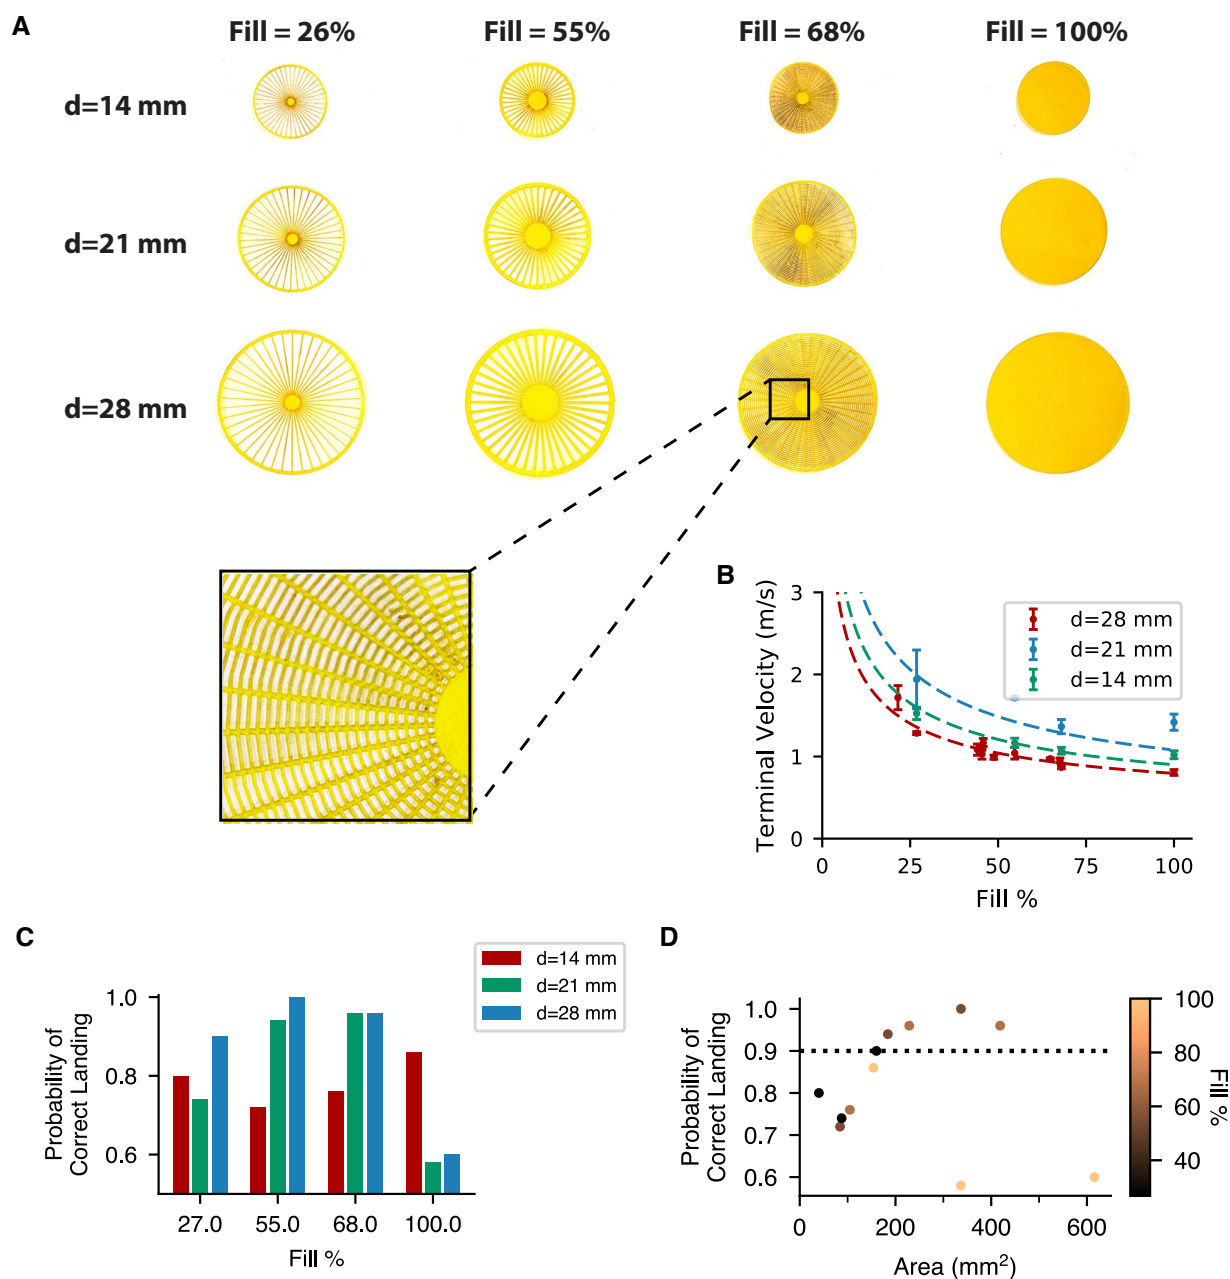 A
Fill = 26%
Fill = 55%
Fill = 68%
Fill = 100%
d=14 mm
d=21 mm
d=28 mm
B
Terminal Velocity (m/s)
3
2
1
0
0
25
50
75
100
Fill %
d=28 mm
d=21 mm
d=14 mm
C
d=14 mm
d=21 mm
d=28 mm
Probability of
Correct Landing
1.0
0.8
0.6
27.0
55.0
68.0
100.0
Fill %
D
Probability of
Correct Landing
1.0
0.9
0.8
0.7
0.6
0
200
400
600
Area (mm²)
100
80
60
40
Fill %